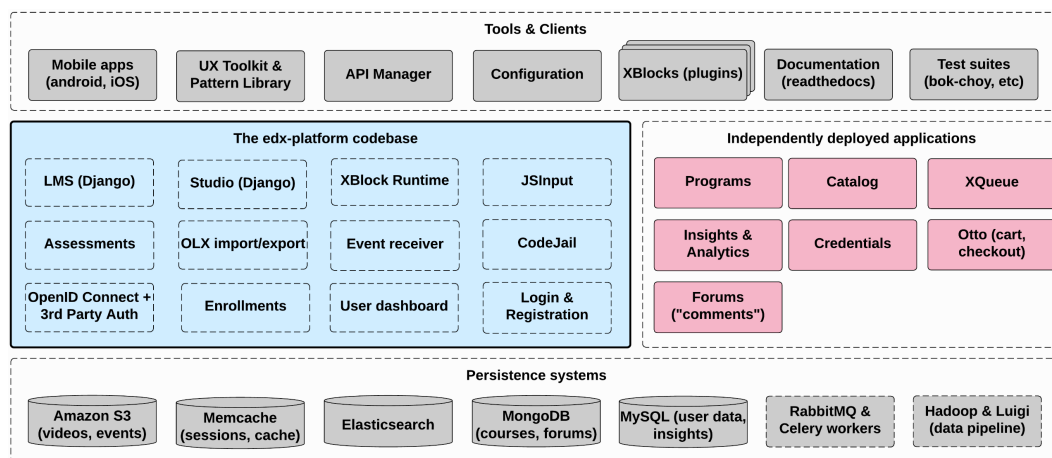 Tools & Clients
Mobile apps
(android, iOS)
UX Toolkit &
Pattern Library
API Manager
Configuration
XBlocks (plugins)
Documentation
(readthedocs)
Test suites
(bok-choy, etc)
The edx-platform codebase
LMS (Django)
Studio (Django)
XBlock Runtime
JSInput
Assessments
OLX import/export
Event receiver
CodeJail
OpenID Connect +
3rd Party Auth
Enrollments
User dashboard
Login &
Registration
Independently deployed applications
Programs
Catalog
XQueue
Insights &
Analytics
Credentials
Otto (cart,
checkout)
Forums
("comments")
Persistence systems
Amazon S3
(videos, events)
Memcache
(sessions, cache)
Elasticsearch
MongoDB
(courses, forums)
MySQL (user data,
insights)
RabbitMQ &
Celery workers
Hadoop & Luigi
(data pipeline)